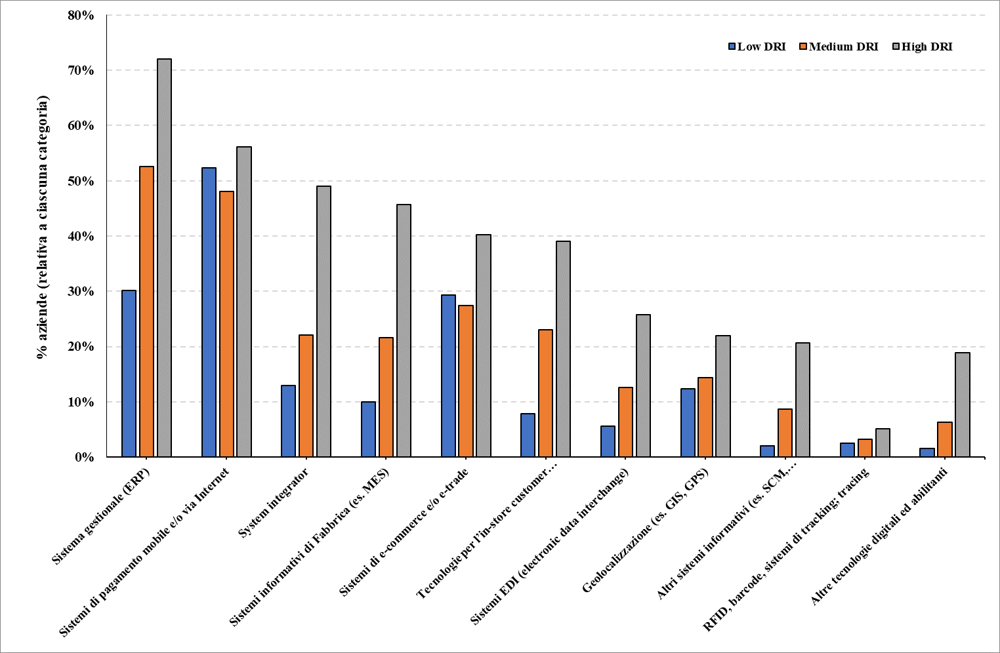 80%
70%
60%
50%
40%
30%
20%
10%
0%
% aziende (relativa a ciascuna categoria)
Low DRI
Medium DRI
High DRI
Sistema gestionale (ERP)
Sistemi di pagamento mobile e/o via Internet
System integrator
Sistemi informativi di Fabbrica (es. MES)
Sistemi di e-commerce e/o e-trade
Tecnologie per l’in-store customer…
Sistemi EDI (electronic data interchange)
Geolocalizzazione (es. GIS, GPS)
Altri sistemi informativi (es. SCM,…
RFID, barcode, sistemi di tracking; tracing
Altre tecnologie digitali ed abilitanti